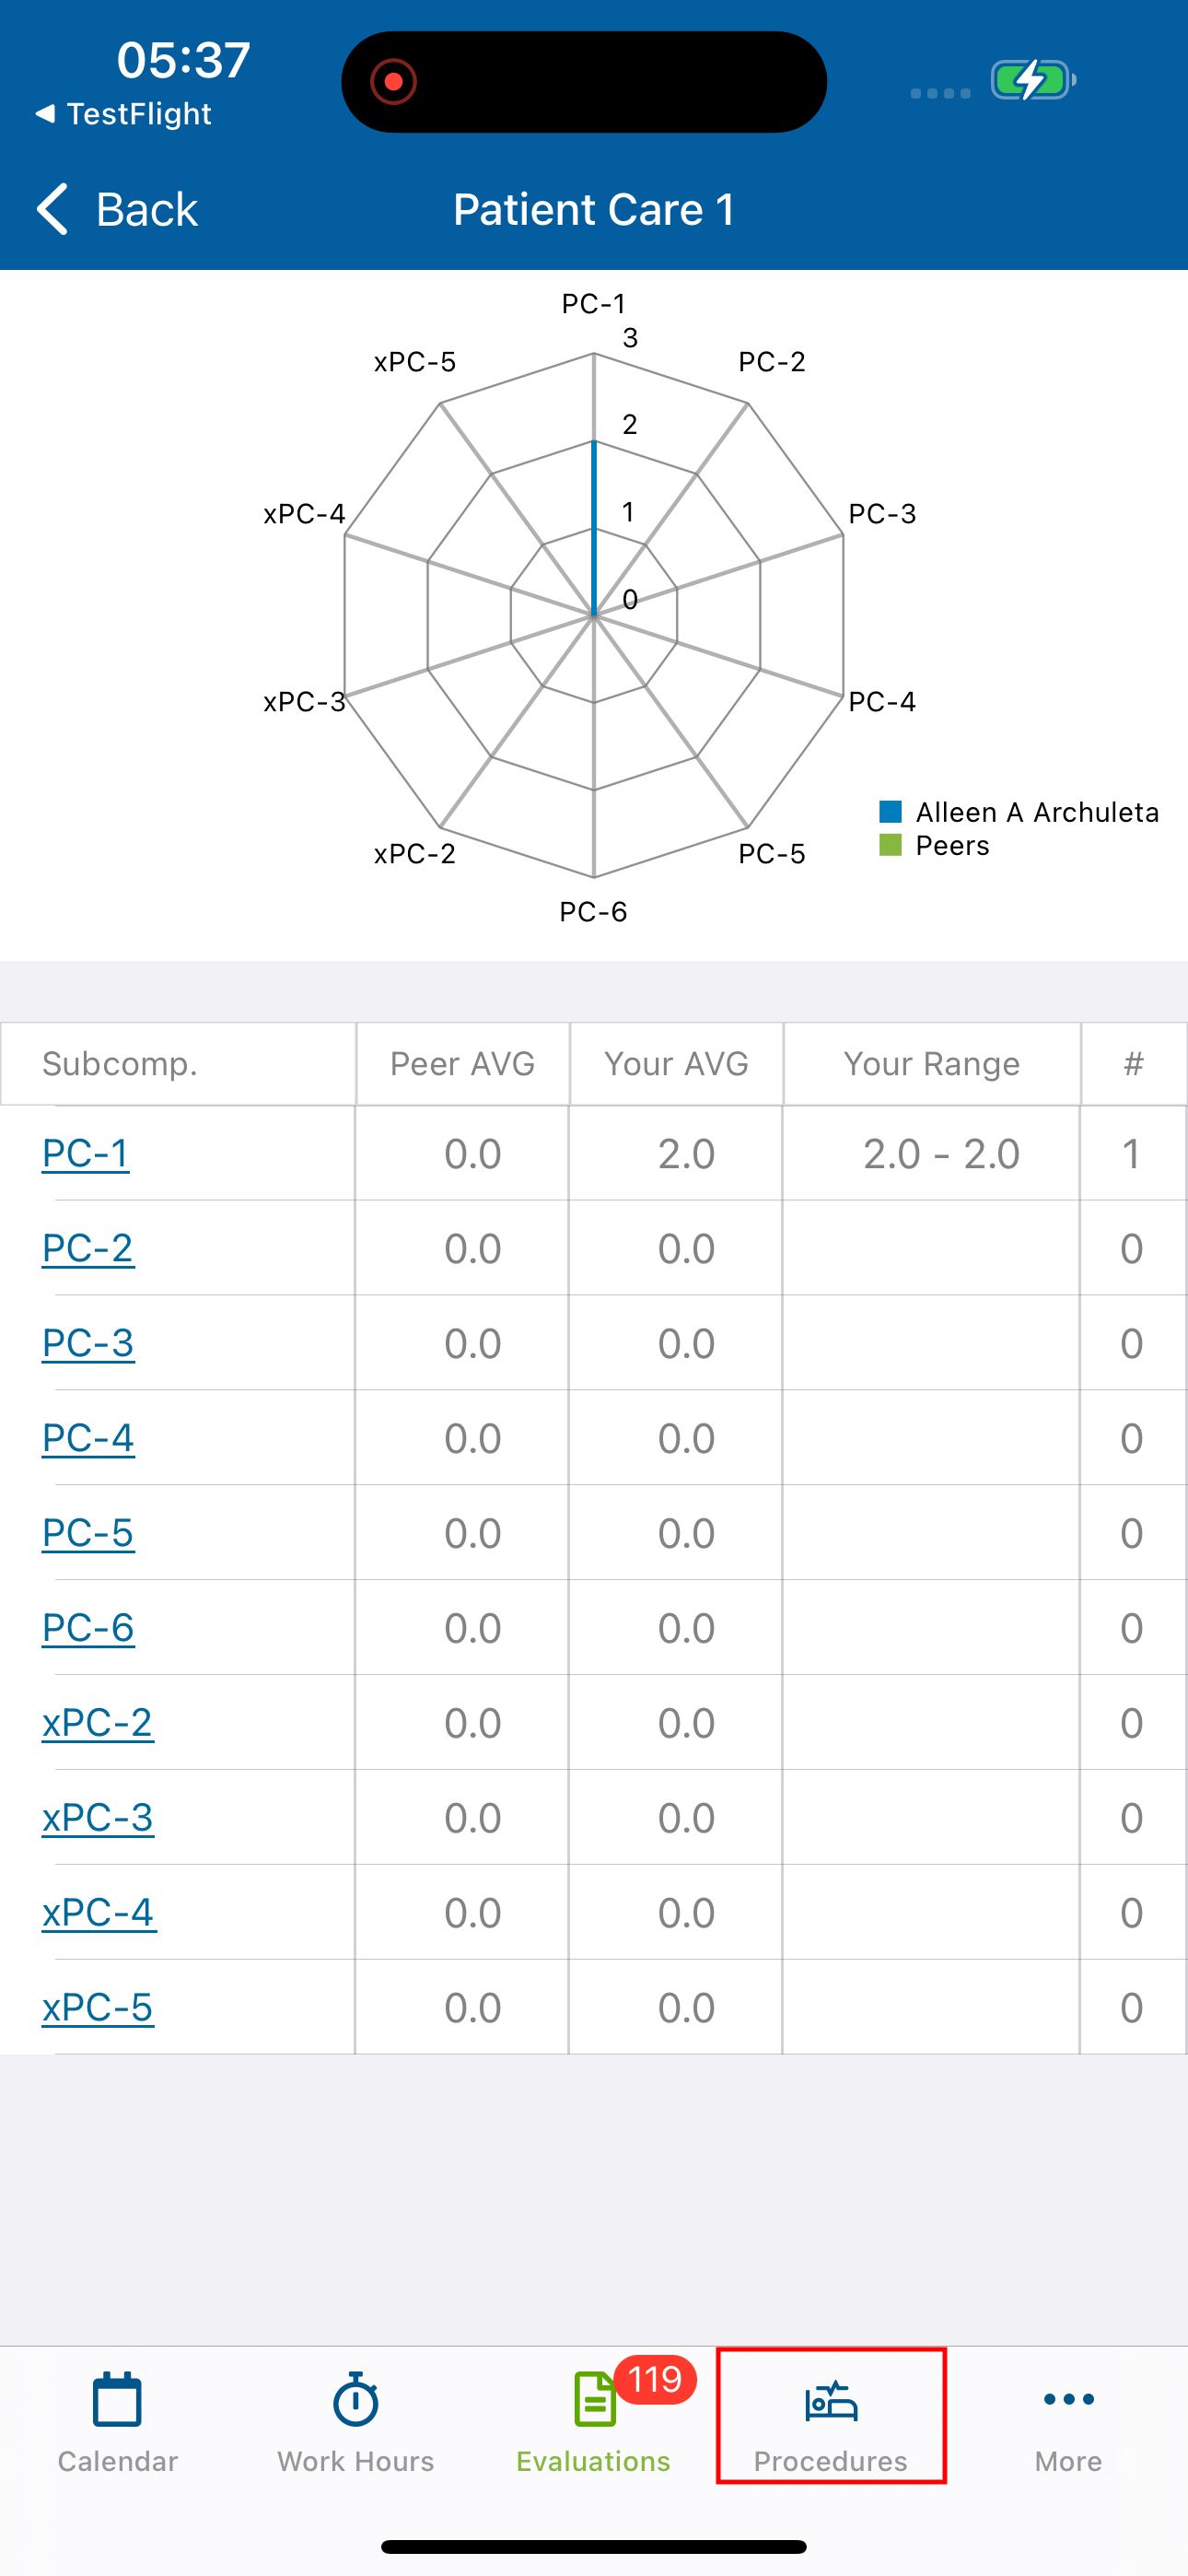 05:37
TestFlight
Back
Patient Care 1
PC-1
3
xPC-5
PC-2
2
xPC-4
1
PC-3
0
xPC-3
PC-4
Alleen A Archuleta
Peers
xPC-2
PC-5
PC-6
Subcomp. Peer AVG Your AVG Your Range #
PC-1 0.0 2.0 2.0 - 2.0 1
PC-2 0.0 0.0 0
PC-3 0.0 0.0 0
PC-4 0.0 0.0 0
PC-5 0.0 0.0 0
PC-6 0.0 0.0 0
xPC-2 0.0 0.0 0
xPC-3 0.0 0.0 0
xPC-4 0.0 0.0 0
xPC-5 0.0 0.0 0
119
Calendar Work Hours Evaluations Procedures More